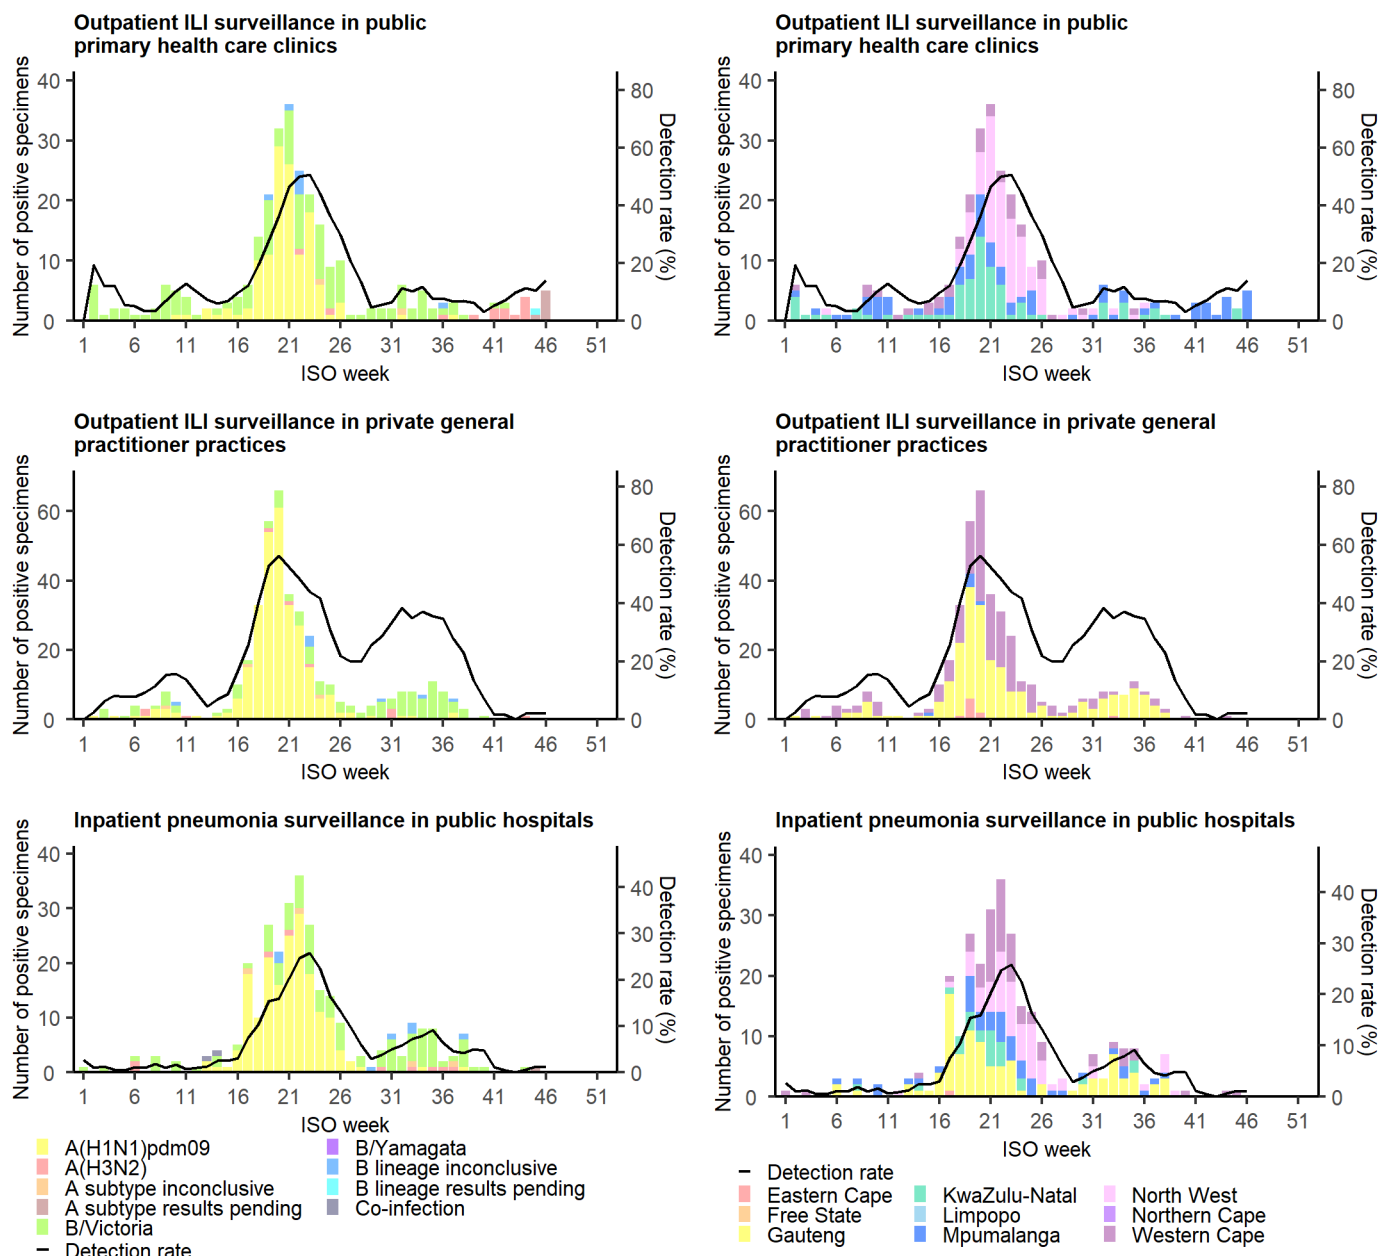 Outpatient ILI surveillance in public
primary health care clinics
Number of positive specimens
40
30
20
10
0
80
60
40
20
0
Detection rate (%)
1 6 11 16 21 26 31 36 41 46 51
ISO week
Outpatient ILI surveillance in public
primary health care clinics
Number of positive specimens
40
30
20
10
0
80
60
40
20
0
Detection rate (%)
1 6 11 16 21 26 31 36 41 46 51
ISO week
Outpatient ILI surveillance in private general
practitioner practices
Number of positive specimens
60
40
20
0
80
60
40
20
0
Detection rate (%)
1 6 11 16 21 26 31 36 41 46 51
ISO week
Outpatient ILI surveillance in private general
practitioner practices
Number of positive specimens
60
40
20
0
80
60
40
20
0
Detection rate (%)
1 6 11 16 21 26 31 36 41 46 51
ISO week
Inpatient pneumonia surveillance in public hospitals
Number of positive specimens
40
30
20
10
0
40
30
20
10
0
Detection rate (%)
1 6 11 16 21 26 31 36 41 46 51
ISO week
A(H1N1)pdm09
A(H3N2)
A subtype inconclusive
A subtype results pending
B/Victoria
Detection rate
B/Yamagata
B lineage inconclusive
B lineage results pending
Co-infection
Inpatient pneumonia surveillance in public hospitals
Number of positive specimens
40
30
20
10
0
40
30
20
10
0
Detection rate (%)
1 6 11 16 21 26 31 36 41 46 51
ISO week
Detection rate
Eastern Cape
Free State
Gauteng
KwaZulu-Natal
Limpopo
Mpumalanga
North West
Northern Cape
Western Cape